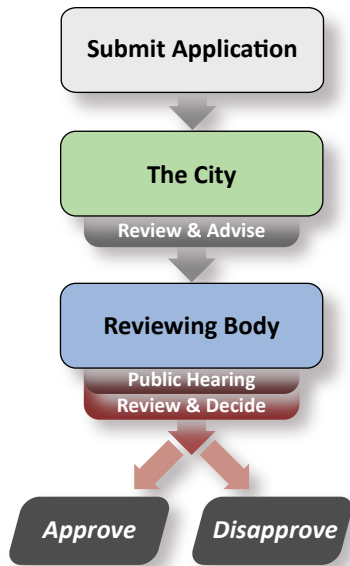 Submit Application
The City
Review & Advise
Reviewing Body
Public Hearing
Review & Decide
Approve
Disapprove